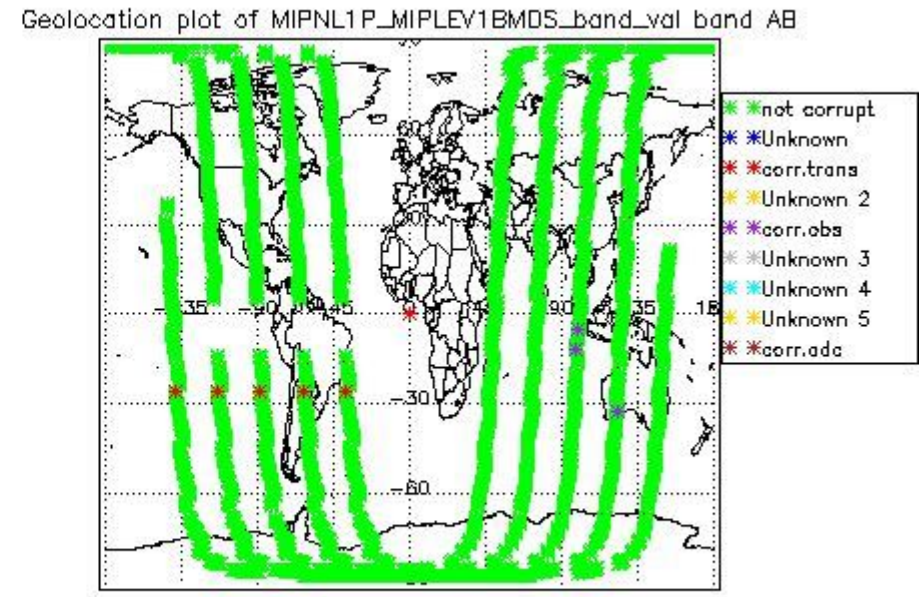 Geolocation plot of MIPNL1P_MIPLEV1BMDS_band_val band AB
60
-30
-60
not corrupt
Unknown
corr.trans
Unknown 2
corr.obs
Unknown 3
Unknown 4
Unknown 5
corr.adc